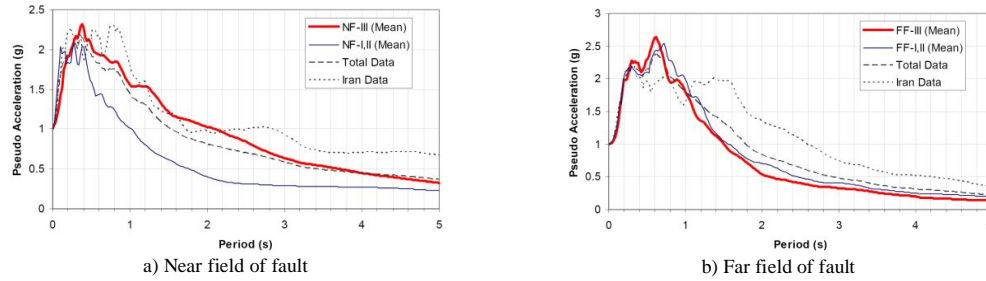 2.5
2
1.5
1
0.5
0
Pseudo Acceleration (g)
0 1 2 3 4 5
Period (s)
NF-III (Mean)
NF-I,II (Mean)
Total Data
Iran Data
a) Near field of fault
3
2.5
2
1.5
1
0.5
0
Pseudo Acceleration (g)
0 1 2 3 4
Period (s)
FF-III (Mean)
FF-I,II (Mean)
Total Data
Iran Data
b) Far field of fault